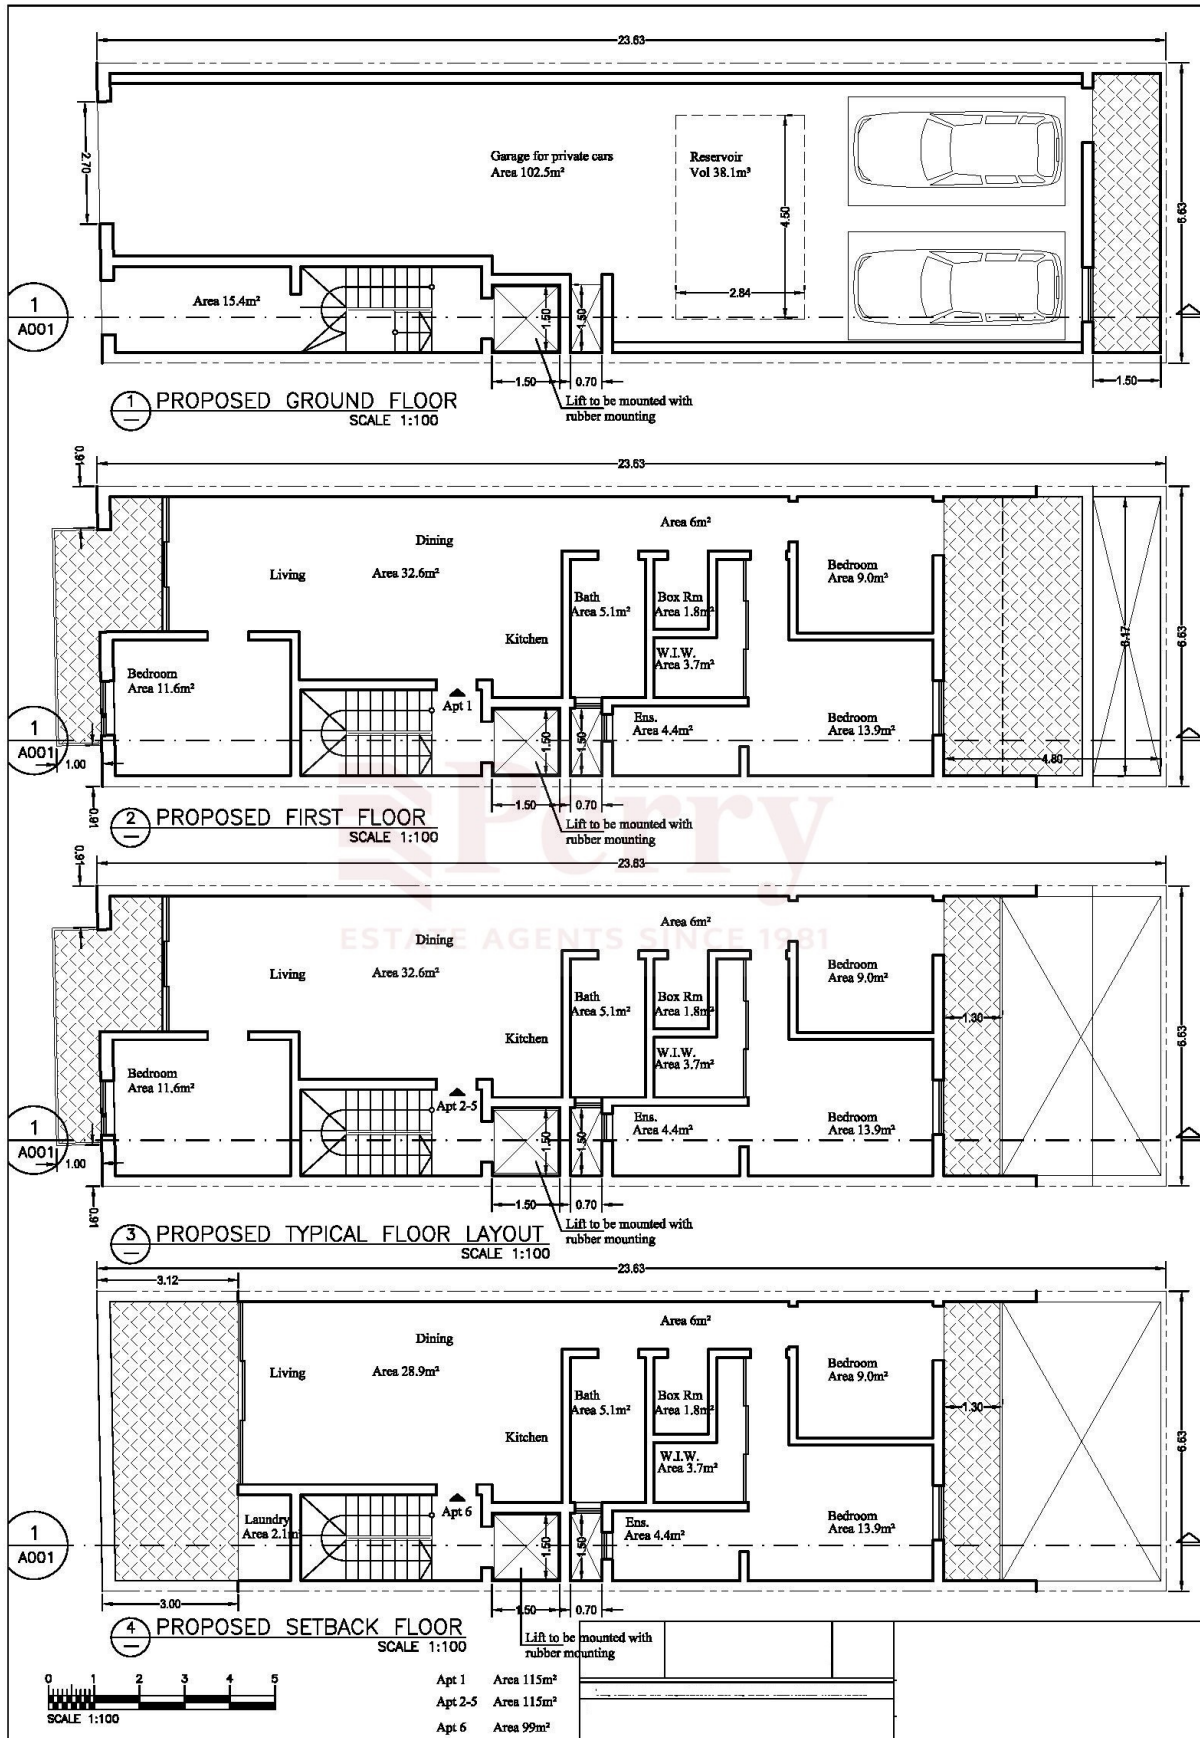 23.63
2.70
Garage for private cars
Area 102.5m²
Reservoir
Vol 38.1m³
4.50
2.84
6.63
Area 15.4m²
1
A001
1.50
1.50
1.50
0.70
1.50
Lift to be mounted with
rubber mounting
1
PROPOSED GROUND FLOOR
SCALE 1:100
0.91
23.63
Area 6m²
Dining
Living
Area 32.6m²
Bedroom
Area 9.0m²
Bath
Area 5.1m²
Box Rm
Area 1.8m²
Kitchen
W.I.W.
Area 3.7m²
6.17
6.63
Bedroom
Area 11.6m²
Apt 1
Ens.
Area 4.4m²
Bedroom
Area 13.9m²
1
A001
1.50
1.50
1.00
4.80
1.50
0.70
0.91
Lift to be mounted with
rubber mounting
2
PROPOSED FIRST FLOOR
SCALE 1:100
Perry
ESTATE AGENTS SINCE 1981
0.91
23.63
Area 6m²
Dining
Living
Area 32.6m²
Bedroom
Area 9.0m²
Bath
Area 5.1m²
Box Rm
Area 1.8m²
1.30
Kitchen
W.I.W.
Area 3.7m²
6.63
Bedroom
Area 11.6m²
Apt 2-5
Ens.
Area 4.4m²
Bedroom
Area 13.9m²
1
A001
1.50
1.50
1.00
1.50
0.70
0.91
Lift to be mounted with
rubber mounting
3
PROPOSED TYPICAL FLOOR LAYOUT
SCALE 1:100
23.63
3.12
Area 6m²
Dining
Living
Area 28.9m²
Bedroom
Area 9.0m²
Bath
Area 5.1m²
Box Rm
Area 1.8m²
1.30
Kitchen
W.I.W.
Area 3.7m²
6.63
Laundry
Area 2.1m
Apt 6
Ens.
Area 4.4m²
Bedroom
Area 13.9m²
1
A001
1.50
1.50
3.00
1.50
0.70
Lift to be mounted with
rubber mounting
4
PROPOSED SETBACK FLOOR
SCALE 1:100
0 1 2 3 4 5
SCALE 1:100
Apt 1 Area 115m²
Apt 2-5 Area 115m²
Apt 6 Area 99m²